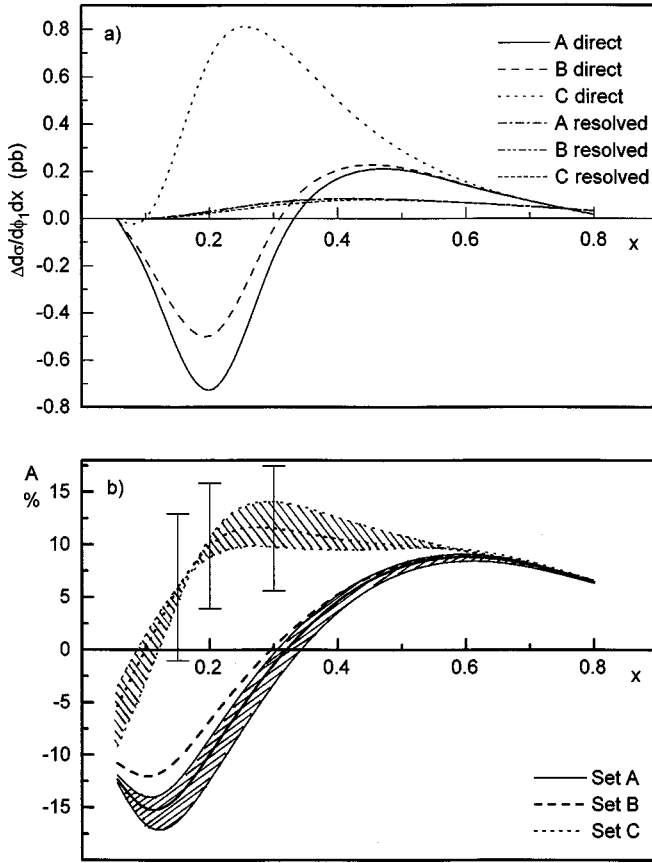 a)
0.8
0.6
0.4
0.2
0.0
-0.2
-0.4
-0.6
-0.8
Δdσ/dϕ₁dx (pb)
A direct
B direct
C direct
A resolved
B resolved
C resolved
0.2
0.4
0.6
0.8
x
b)
A
%
15
10
5
0
-5
-10
-15
0.2
0.4
0.6
0.8
x
Set A
Set B
Set C